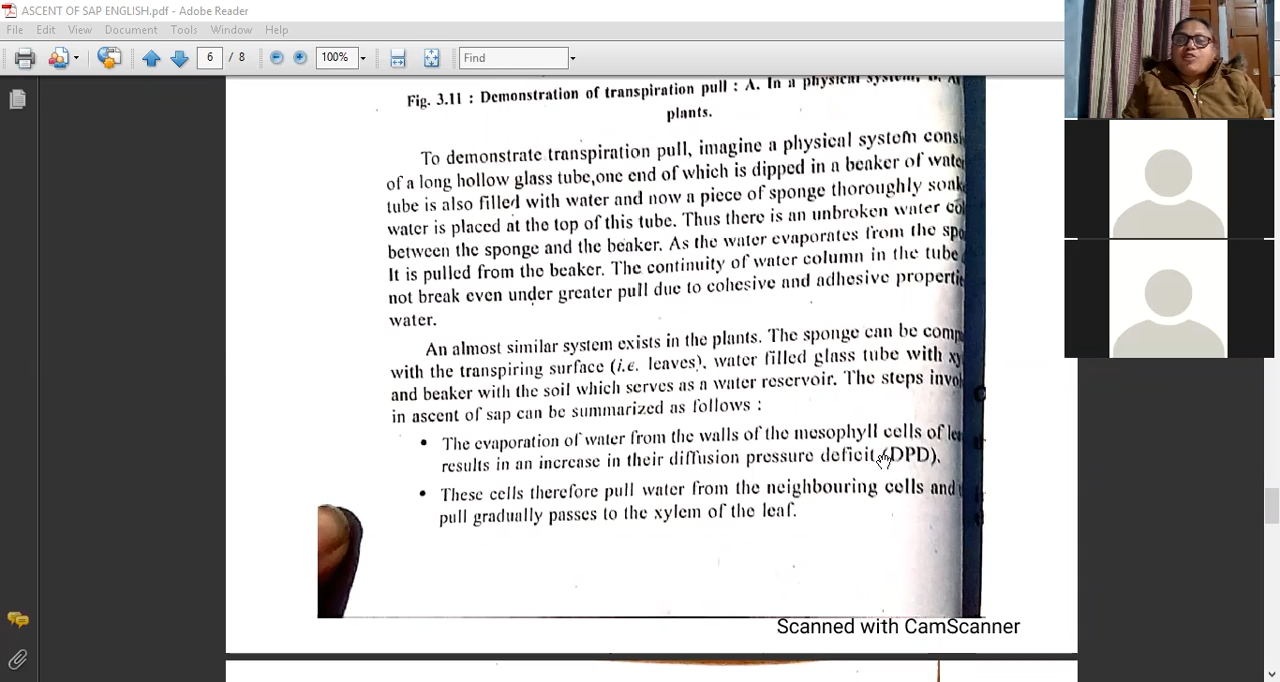 ASCENT OF SAP ENGLISH.pdf - Adobe Reader
File Edit View Document Tools Window Help
6 / 8 100% Find
Fig. 3.11 : Demonstration of transpiration pull : A. In a physical system,
plants.
To demonstrate transpiration pull, imagine a physical system
of a long hollow glass tube,one end of which is dipped in a beaker of
tube is also filled with water and now a piece of sponge thoroughly
water is placed at the top of this tube. Thus there is an unbroken water
between the sponge and the beaker. As the water evaporates from the
It is pulled from the beaker. The continuity of water column in the tube
not break even under greater pull due to cohesive and adhesive
water.
An almost similar system exists in the plants. The sponge can be
with the transpiring surface (i.e. leaves), water filled glass tube with
and beaker with the soil which serves as a water reservoir. The steps
in ascent of sap can be summarized as follows :
• The evaporation of water from the walls of the mesophyll cells of
results in an increase in their diffusion pressure deficit (DPD).
• These cells therefore pull water from the neighbouring cells and
pull gradually passes to the xylem of the leaf.
Scanned with CamScanner